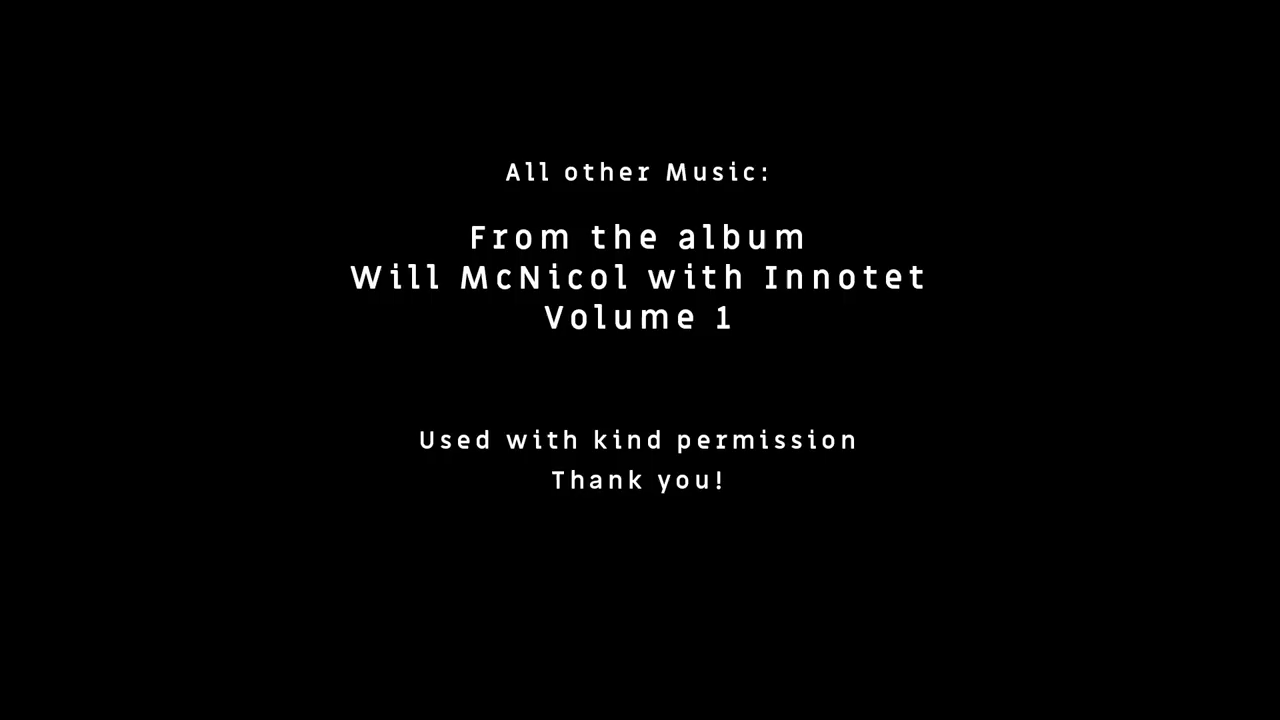 All other Music:
From the album
Will McNicol with Innotet
Volume 1
Used with kind permission
Thank you!